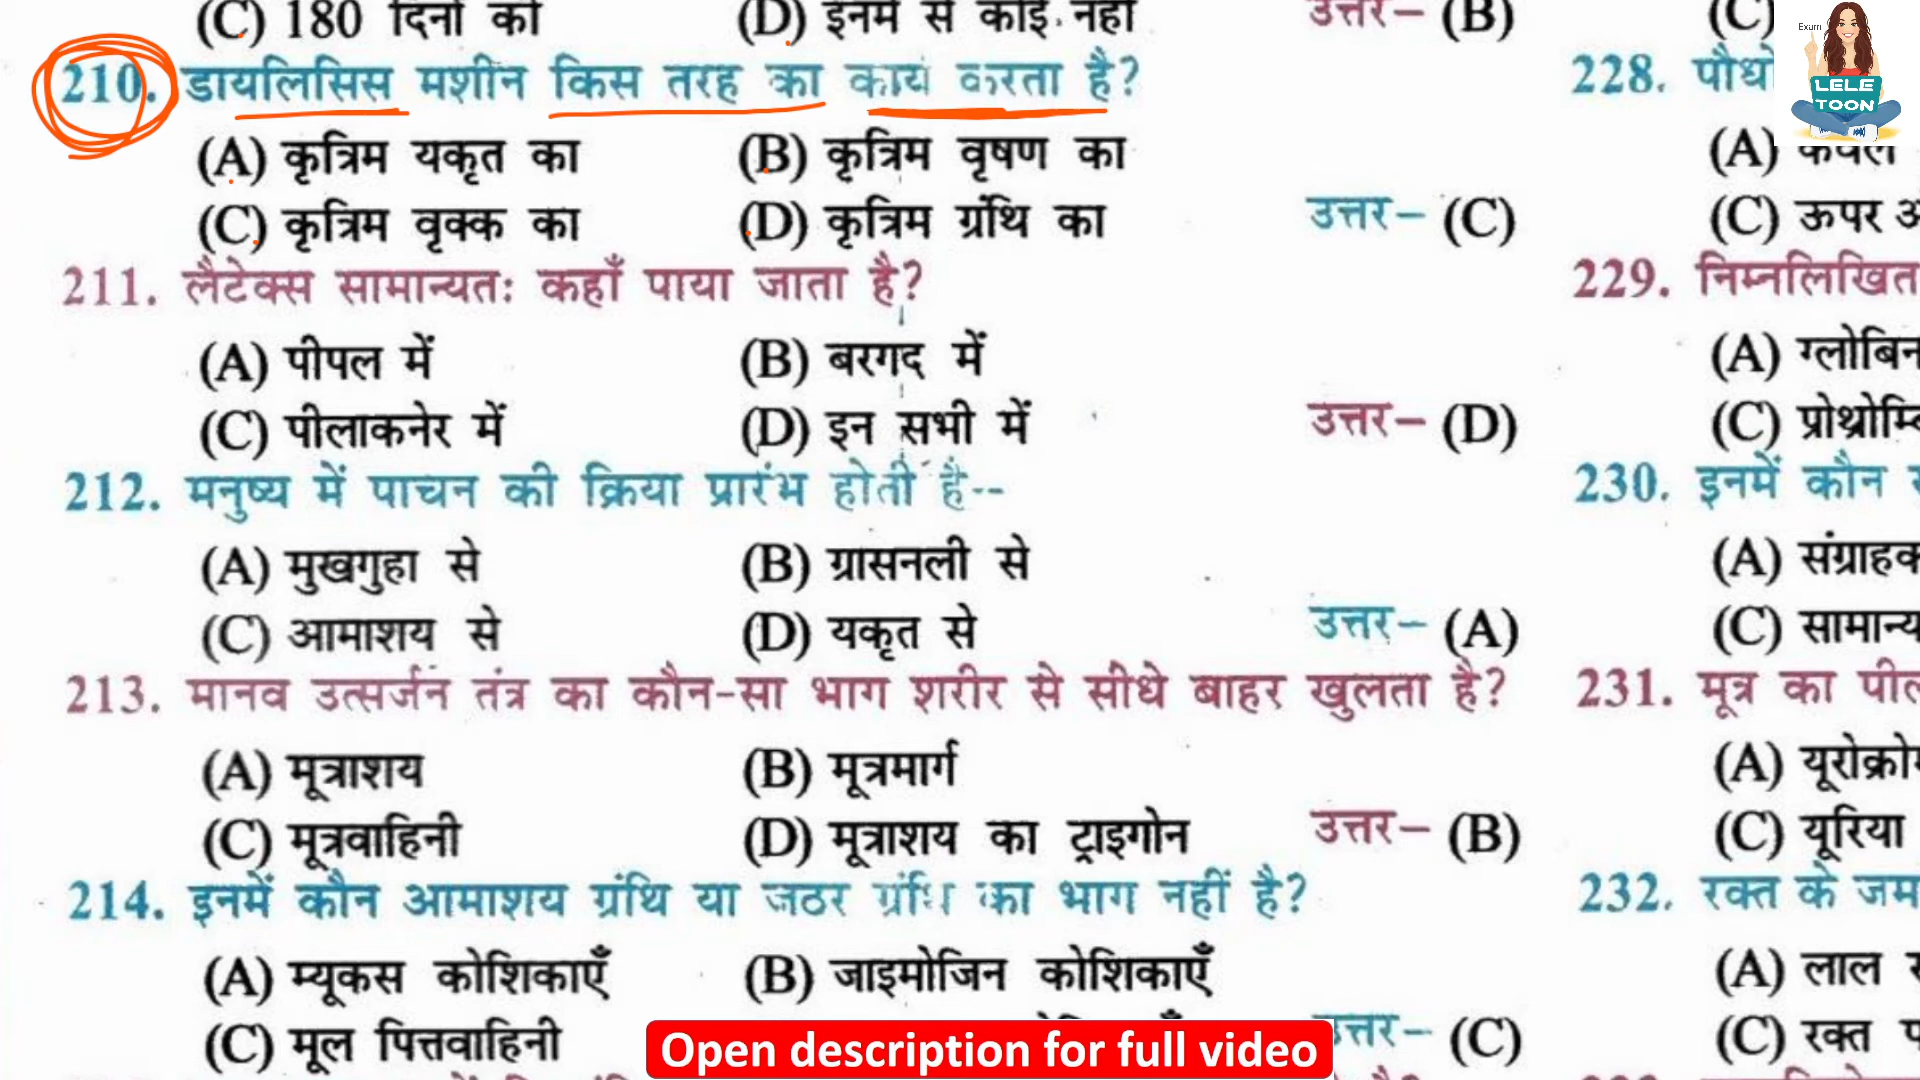 (C) 180 दिनों का (D) इनमें से कोई नहीं उत्तर– (B)
210. डायलिसिस मशीन किस तरह का कार्य करता है?
(A) कृत्रिम यकृत का (B) कृत्रिम वृषण का
(C) कृत्रिम वृक्क का (D) कृत्रिम ग्रंथि का उत्तर– (C)
211. लैटेक्स सामान्यतः कहाँ पाया जाता है?
(A) पीपल में (B) बरगद में
(C) पीलाकनेर में (D) इन सभी में उत्तर– (D)
212. मनुष्य में पाचन की क्रिया प्रारंभ होती है--
(A) मुखगुहा से (B) ग्रासनली से
(C) आमाशय से (D) यकृत से उत्तर– (A)
213. मानव उत्सर्जन तंत्र का कौन-सा भाग शरीर से सीधे बाहर खुलता है?
(A) मूत्राशय (B) मूत्रमार्ग
(C) मूत्रवाहिनी (D) मूत्राशय का ट्राइगोन उत्तर– (B)
214. इनमें कौन आमाशय ग्रंथि या जठर ग्रंथि का भाग नहीं है?
(A) म्यूकस कोशिकाएँ (B) जाइमोजिन कोशिकाएँ
(C) मूल पित्तवाहिनी उत्तर– (C)
(C)
228.
(A)
(C) ऊपर
229. निम्नलिखित
(A) ग्लोबिन
(C)
230. इनमें कौन
(A)
(C) सामान्य
231. मूत्र का
(A)
(C) यूरिया
232. रक्त के
(A) लाल
(C) रक्त
Exam
LELE
TOON
Open description for full video